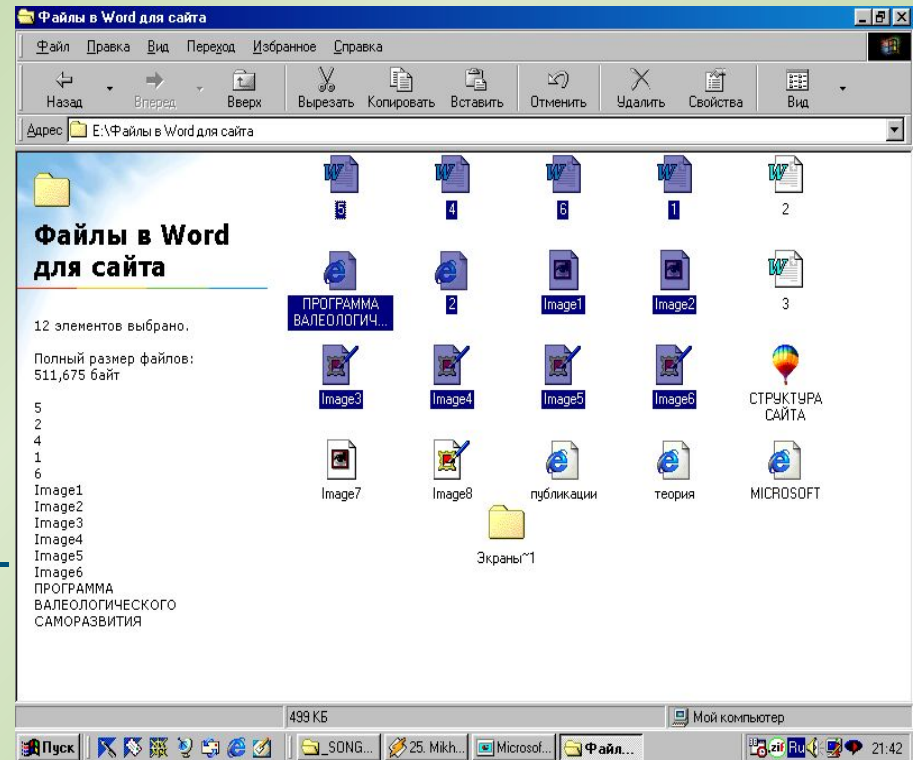 Файлы в Word для сайта
Файл Правка Вид Переход Избранное Справка
Назад Вперед Вверх Вырезать Копировать Вставить Отменить Удалить Свойства Вид
Адрес E:\Файлы в Word для сайта
Файлы в Word
для сайта
12 элементов выбрано.
Полный размер файлов:
511,675 байт
5
2
4
1
6
Image1
Image2
Image3
Image4
Image5
Image6
ПРОГРАММА
ВАЛЕОЛОГИЧЕСКОГО
САМОРАЗВИТИЯ
5 4 6 1 2
ПРОГРАММА
ВАЛЕОЛОГИЧ... 2 Image1 Image2 3
Image3 Image4 Image5 Image6 СТРУКТУРА
САЙТА
Image7 Image8 публикации теория MICROSOFT
Экраны~1
499 КБ Мой компьютер
Пуск _SONG... 25. Mikh... Microsof... Файл... .zif Ru 21:42